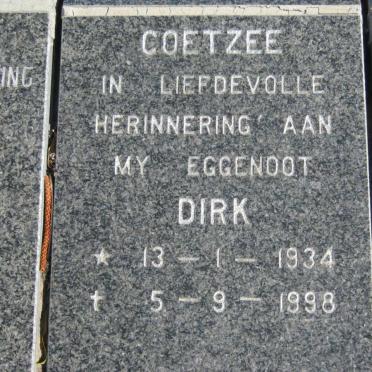 COETZEE
IN LIEFDEVOLLE
HERINNERING AAN
MY EGGENOOT
DIRK
★ 13 – 1 – 1934
† 5 – 9 – 1998